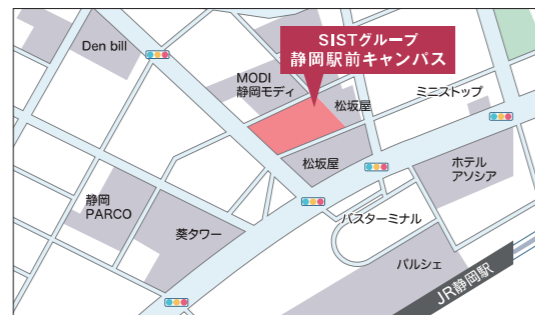 SISTグループ
静岡駅前キャンパス
Den bill
MODI
静岡モディ
松坂屋
ミニストップ
松坂屋
ホテル
アソシア
静岡
PARCO
葵タワー
バスターミナル
パルシェ
JR静岡駅